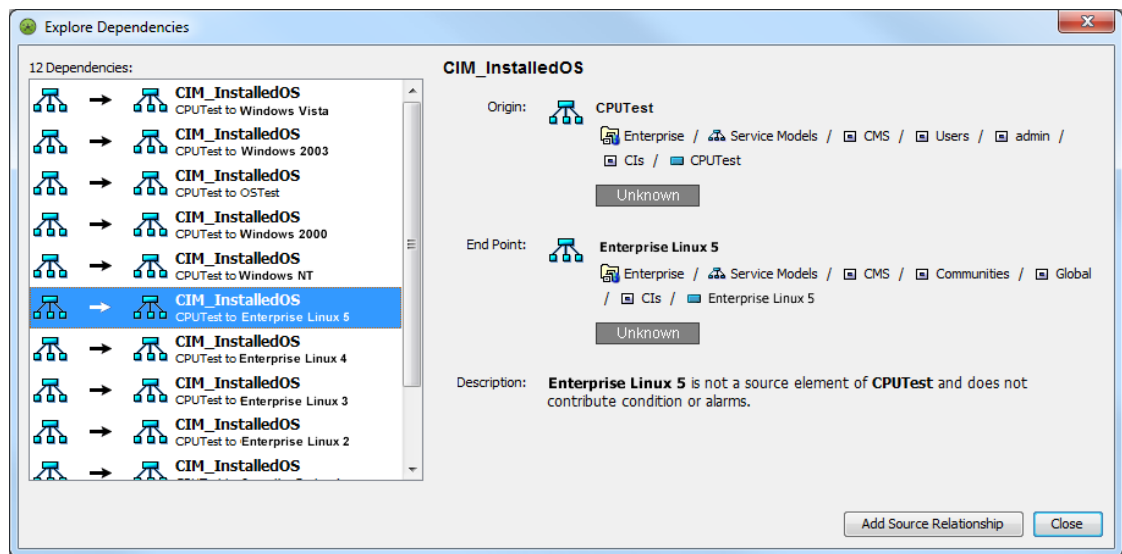 Explore Dependencies
12 Dependencies:
CIM_InstalledOS
CPUTest to Windows Vista
CIM_InstalledOS
CPUTest to Windows 2003
CIM_InstalledOS
CPUTest to OSTest
CIM_InstalledOS
CPUTest to Windows 2000
CIM_InstalledOS
CPUTest to Windows NT
CIM_InstalledOS
CPUTest to Enterprise Linux 5
CIM_InstalledOS
CPUTest to Enterprise Linux 4
CIM_InstalledOS
CPUTest to Enterprise Linux 3
CIM_InstalledOS
CPUTest to Enterprise Linux 2
CIM_InstalledOS
CIM_InstalledOS
Origin: CPUTest
Enterprise / Service Models / CMS / Users / admin /
CIs / CPUTest
Unknown
End Point: Enterprise Linux 5
Enterprise / Service Models / CMS / Communities / Global
/ CIs / Enterprise Linux 5
Unknown
Description: Enterprise Linux 5 is not a source element of CPUTest and does not
contribute condition or alarms.
Add Source Relationship Close